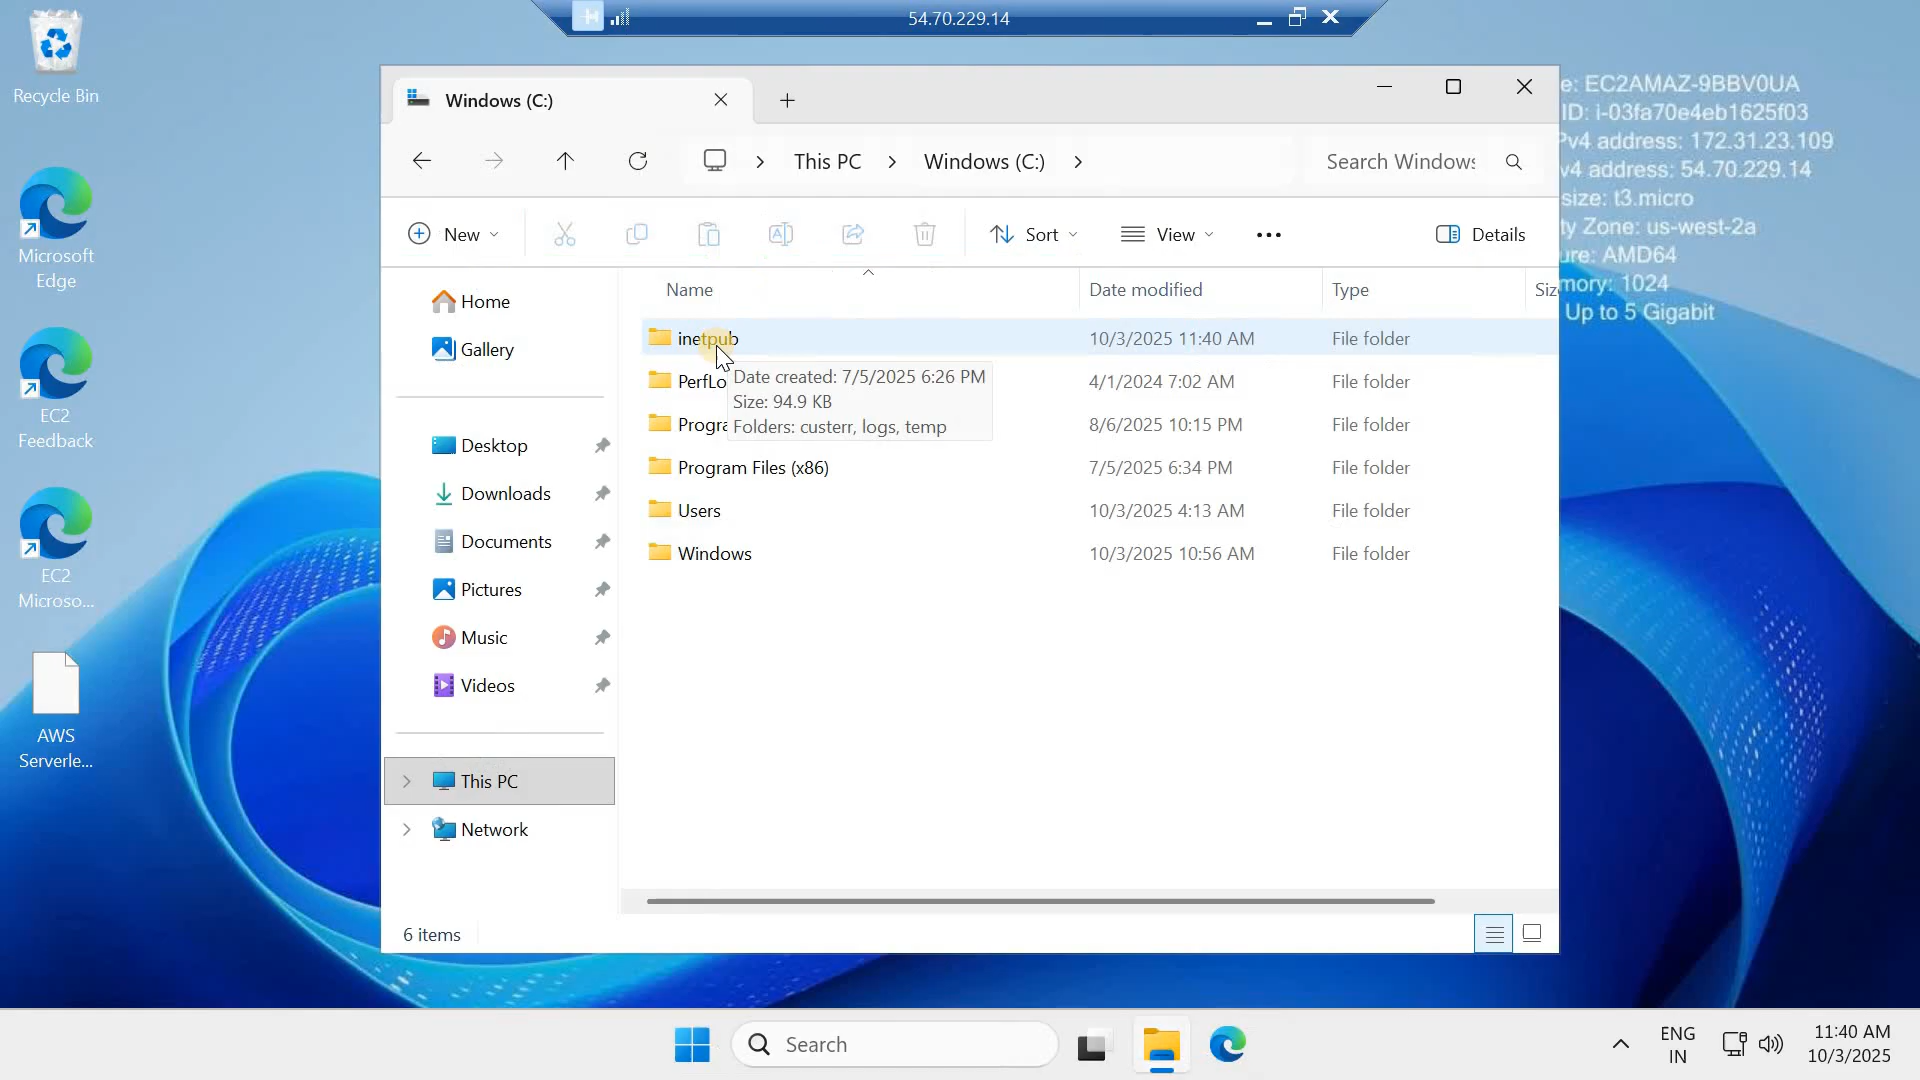 54.70.229.14
Recycle Bin
Microsoft
Edge
EC2
Feedback
EC2
Microso...
AWS
Serverle...
e: EC2AMAZ-9BBV0UA
ID: i-03fa70e4eb1625f03
Pv4 address: 172.31.23.109
v4 address: 54.70.229.14
size: t3.micro
ty Zone: us-west-2a
ure: AMD64
mory: 1024
Up to 5 Gigabit
Windows (C:)
This PC
Windows (C:)
Search Windows
New
Sort
View
Details
Home
Gallery
Desktop
Downloads
Documents
Pictures
Music
Videos
This PC
Network
Name Date modified Type Siz
inetpub 10/3/2025 11:40 AM File folder
PerfLo 4/1/2024 7:02 AM File folder
Progra 8/6/2025 10:15 PM File folder
Program Files (x86) 7/5/2025 6:34 PM File folder
Users 10/3/2025 4:13 AM File folder
Windows 10/3/2025 10:56 AM File folder
Date created: 7/5/2025 6:26 PM
Size: 94.9 KB
Folders: custerr, logs, temp
6 items
Search
ENG
IN
11:40 AM
10/3/2025